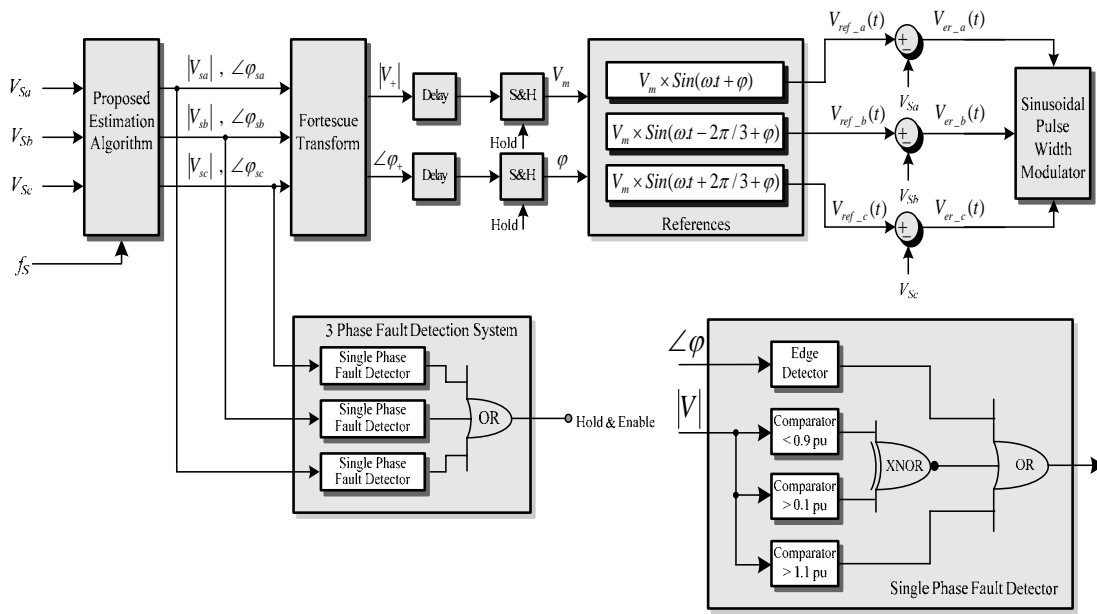 V_Sa
V_Sb
V_Sc
f_S
Proposed
Estimation
Algorithm
|V_sa| , ∠φ_sa
|V_sb| , ∠φ_sb
|V_sc| , ∠φ_sc
Fortescue
Transform
|V_+|
∠φ_+
Delay
Delay
S&H
S&H
Hold
Hold
V_m
φ
V_m × Sin(ω.t + φ)
V_m × Sin(ω.t − 2π / 3 + φ)
V_m × Sin(ω.t + 2π / 3 + φ)
References
V_ref_a(t)
V_ref_b(t)
V_ref_c(t)
+
−
+
−
+
−
V_Sa
V_Sb
V_Sc
V_er_a(t)
V_er_b(t)
V_er_c(t)
Sinusoidal
Pulse
Width
Modulator
3 Phase Fault Detection System
Single Phase
Fault Detector
Single Phase
Fault Detector
Single Phase
Fault Detector
OR
Hold & Enable
∠φ
|V|
Edge
Detector
Comparator
< 0.9 pu
Comparator
> 0.1 pu
Comparator
> 1.1 pu
XNOR
OR
Single Phase Fault Detector